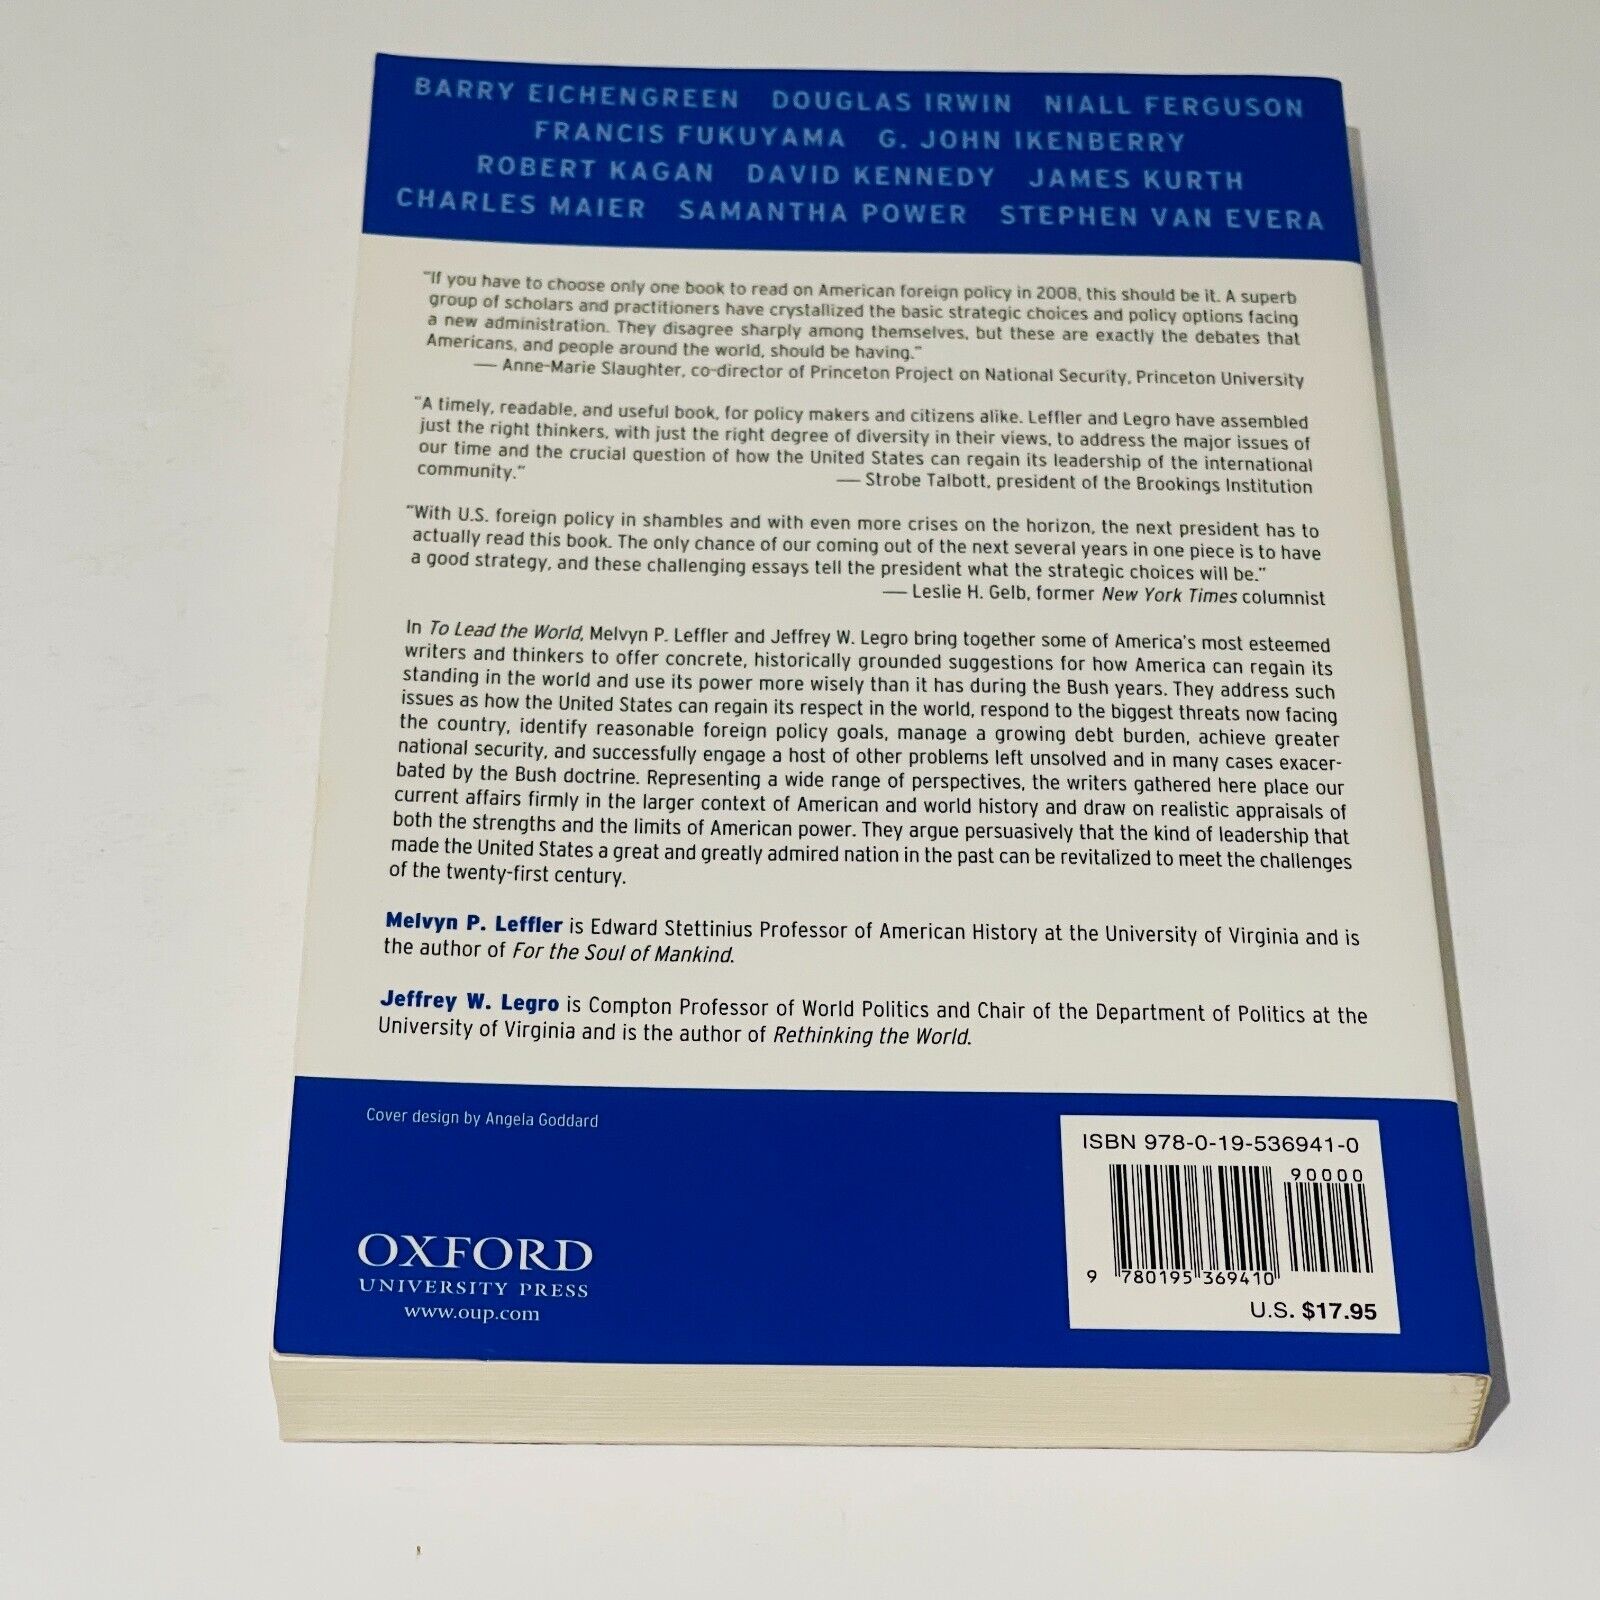 BARRY EICHENGREEN DOUGLAS IRWIN NIALL FERGUSON
FRANCIS FUKUYAMA G. JOHN IKENBERRY
ROBERT KAGAN DAVID KENNEDY JAMES KURTH
CHARLES MAIER SAMANTHA POWER STEPHEN VAN EVERA
"If you have to choose only one book to read on American foreign policy in 2008, this should be it. A superb
group of scholars and practitioners have crystallized the basic strategic choices and policy options facing
a new administration. They disagree sharply among themselves, but these are exactly the debates that
Americans, and people around the world, should be having."
— Anne-Marie Slaughter, co-director of Princeton Project on National Security, Princeton University
"A timely, readable, and useful book, for policy makers and citizens alike. Leffler and Legro have assembled
just the right thinkers, with just the right degree of diversity in their views, to address the major issues of
our time and the crucial question of how the United States can regain its leadership of the international
community." — Strobe Talbott, president of the Brookings Institution
"With U.S. foreign policy in shambles and with even more crises on the horizon, the next president has to
actually read this book. The only chance of our coming out of the next several years in one piece is to have
a good strategy, and these challenging essays tell the president what the strategic choices will be."
— Leslie H. Gelb, former New York Times columnist
In To Lead the World, Melvyn P. Leffler and Jeffrey W. Legro bring together some of America's most esteemed
writers and thinkers to offer concrete, historically grounded suggestions for how America can regain its
standing in the world and use its power more wisely than it has during the Bush years. They address such
issues as how the United States can regain its respect in the world, respond to the biggest threats now facing
the country, identify reasonable foreign policy goals, manage a growing debt burden, achieve greater
national security, and successfully engage a host of other problems left unsolved and in many cases exacer-
bated by the Bush doctrine. Representing a wide range of perspectives, the writers gathered here place our
current affairs firmly in the larger context of American and world history and draw on realistic appraisals of
both the strengths and the limits of American power. They argue persuasively that the kind of leadership that
made the United States a great and greatly admired nation in the past can be revitalized to meet the challenges
of the twenty-first century.
Melvyn P. Leffler is Edward Stettinius Professor of American History at the University of Virginia and is
the author of For the Soul of Mankind.
Jeffrey W. Legro is Compton Professor of World Politics and Chair of the Department of Politics at the
University of Virginia and is the author of Rethinking the World.
Cover design by Angela Goddard
OXFORD
UNIVERSITY PRESS
www.oup.com
ISBN 978-0-19-536941-0
90000
9 780195 369410
U.S. $17.95